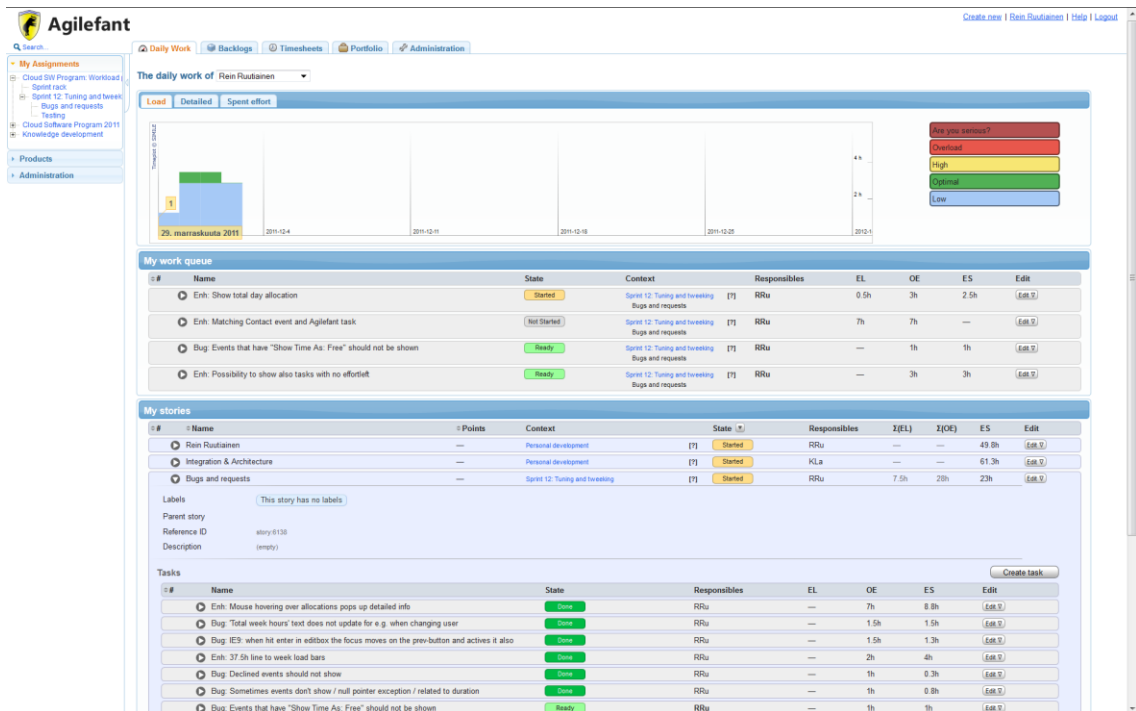 Agilefant
Create new | Rein Ruutiainen | Help | Logout
Search...
Daily Work Backlogs Timesheets Portfolio Administration
My Assignments
Cloud SW Program: Workload
Sprint rack
Sprint 12: Tuning and tweek
Bugs and requests
Testing
Cloud Software Program 2011
Knowledge development
Products
Administration
The daily work of Rein Ruutiainen
Load Detailed Spent effort
Timeplot © SIMILE
4 h
2 h
1
29. marraskuuta 2011 2011-12-4 2011-12-11 2011-12-18 2011-12-25 2012-1
Are you serious?
Overload
High
Optimal
Low
My work queue
# Name State Context Responsibles EL OE ES Edit
Enh: Show total day allocation Started Sprint 12: Tuning and tweeking [?] RRu 0.5h 3h 2.5h Edit
Bugs and requests
Enh: Matching Contact event and Agilefant task Not Started Sprint 12: Tuning and tweeking [?] RRu 7h 7h — Edit
Bugs and requests
Bug: Events that have "Show Time As: Free" should not be shown Ready Sprint 12: Tuning and tweeking [?] RRu — 1h 1h Edit
Bugs and requests
Enh: Possibility to show also tasks with no effortleft Ready Sprint 12: Tuning and tweeking [?] RRu — 3h 3h Edit
Bugs and requests
My stories
# Name Points Context State Responsibles Σ(EL) Σ(OE) ES Edit
Rein Ruutiainen — Personal development [?] Started RRu — — 49.8h Edit
Integration & Architecture — Personal development [?] Started KLa — — 61.3h Edit
Bugs and requests — Sprint 12: Tuning and tweeking [?] Started RRu 7.5h 28h 23h Edit
Labels This story has no labels
Parent story
Reference ID story:6138
Description (empty)
Tasks Create task
# Name State Responsibles EL OE ES Edit
Enh: Mouse hovering over allocations pops up detailed info Done RRu — 7h 8.8h Edit
Bug: 'Total week hours' text does not update for e.g. when changing user Done RRu — 1.5h 1.5h Edit
Bug: IE9: when hit enter in editbox the focus moves on the prev-button and actives it also Done RRu — 1.5h 1.3h Edit
Enh: 37.5h line to week load bars Done RRu — 2h 4h Edit
Bug: Declined events should not show Done RRu — 1h 0.3h Edit
Bug: Sometimes events don't show / null pointer exception / related to duration Done RRu — 1h 0.8h Edit
Bug: Events that have "Show Time As: Free" should not be shown Ready RRu — 1h 1h Edit